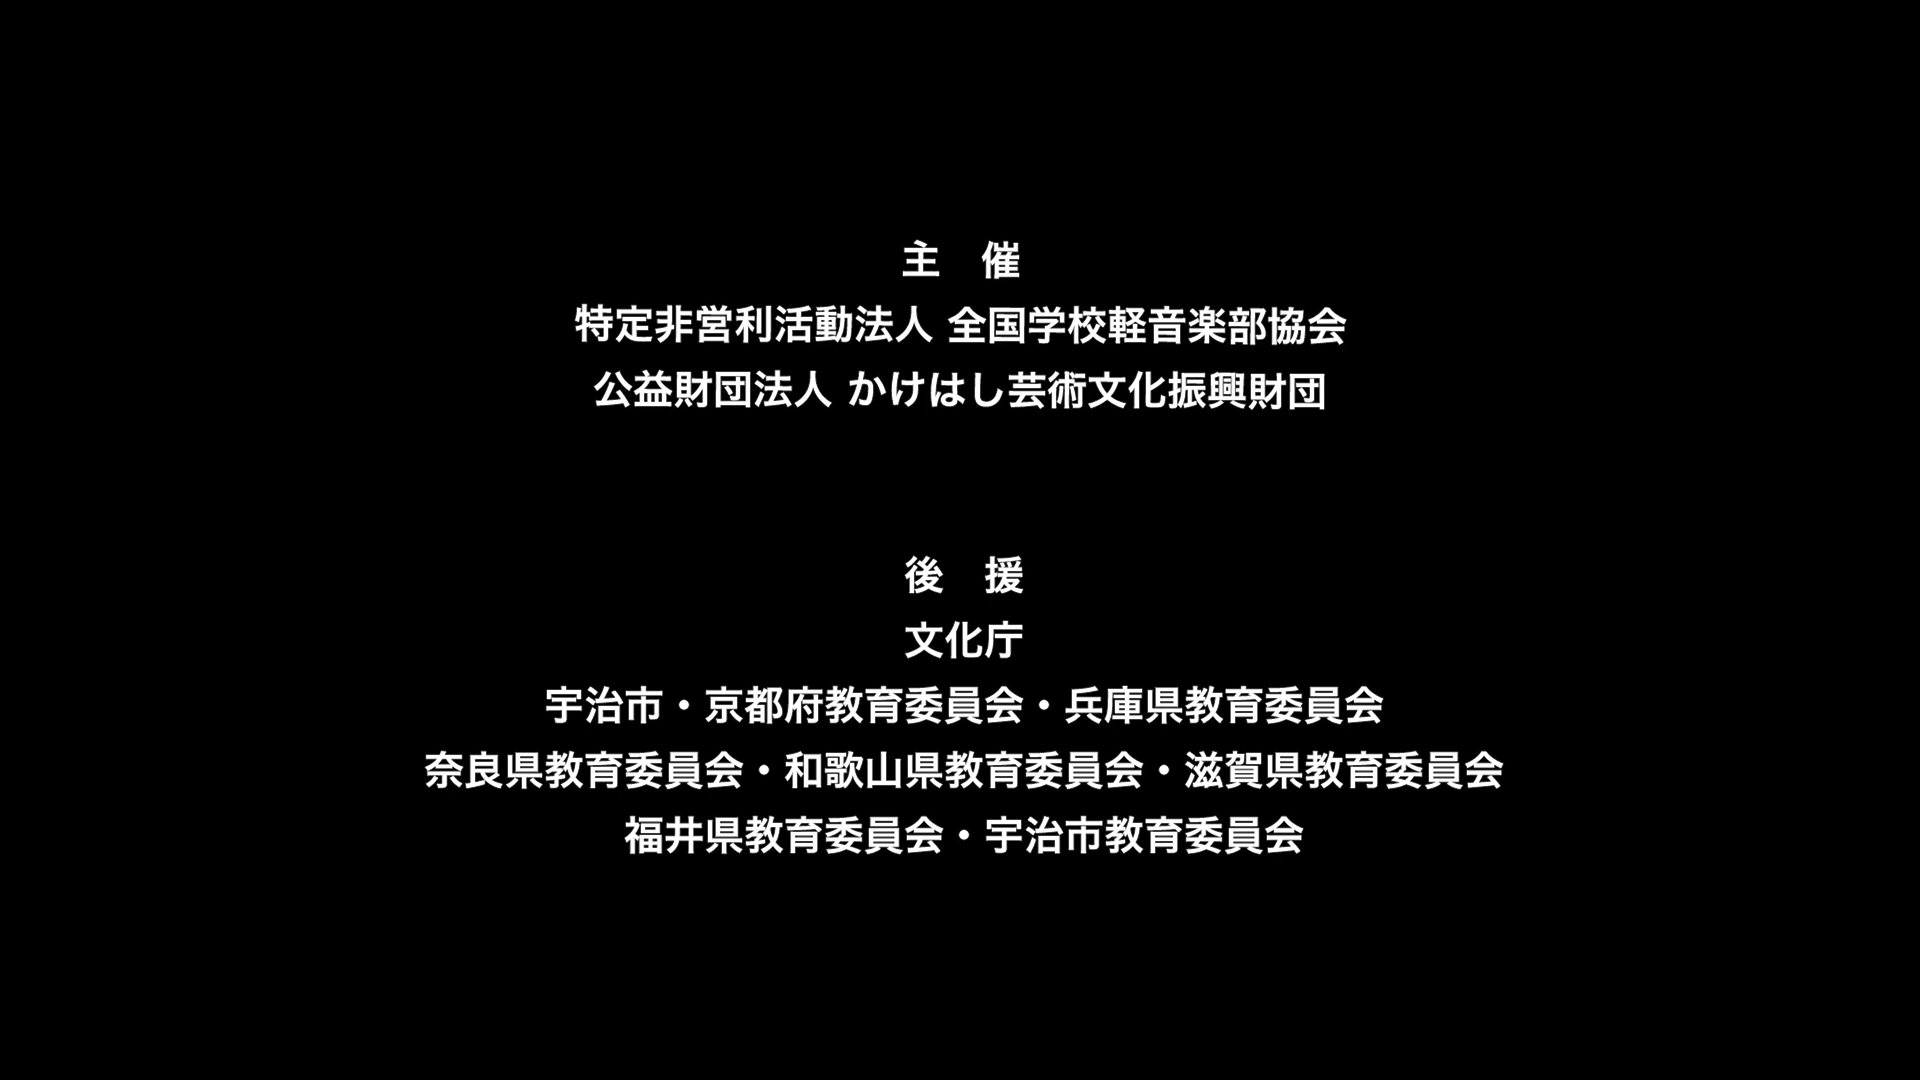 主　催
特定非営利活動法人 全国学校軽音楽部協会
公益財団法人 かけはし芸術文化振興財団
後　援
文化庁
宇治市・京都府教育委員会・兵庫県教育委員会
奈良県教育委員会・和歌山県教育委員会・滋賀県教育委員会
福井県教育委員会・宇治市教育委員会